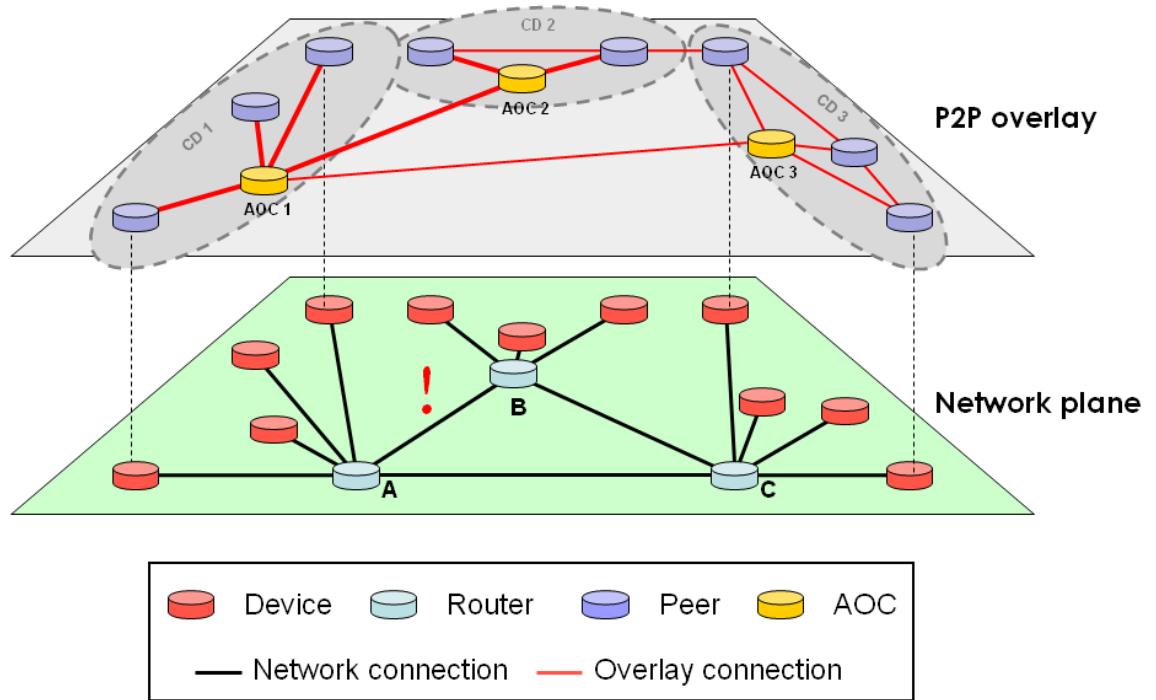 CD 2
CD 1
AOC 2
CD 3
P2P overlay
AOC 3
AOC 1
!
B
Network plane
A
C
Device
Router
Peer
AOC
Network connection
Overlay connection